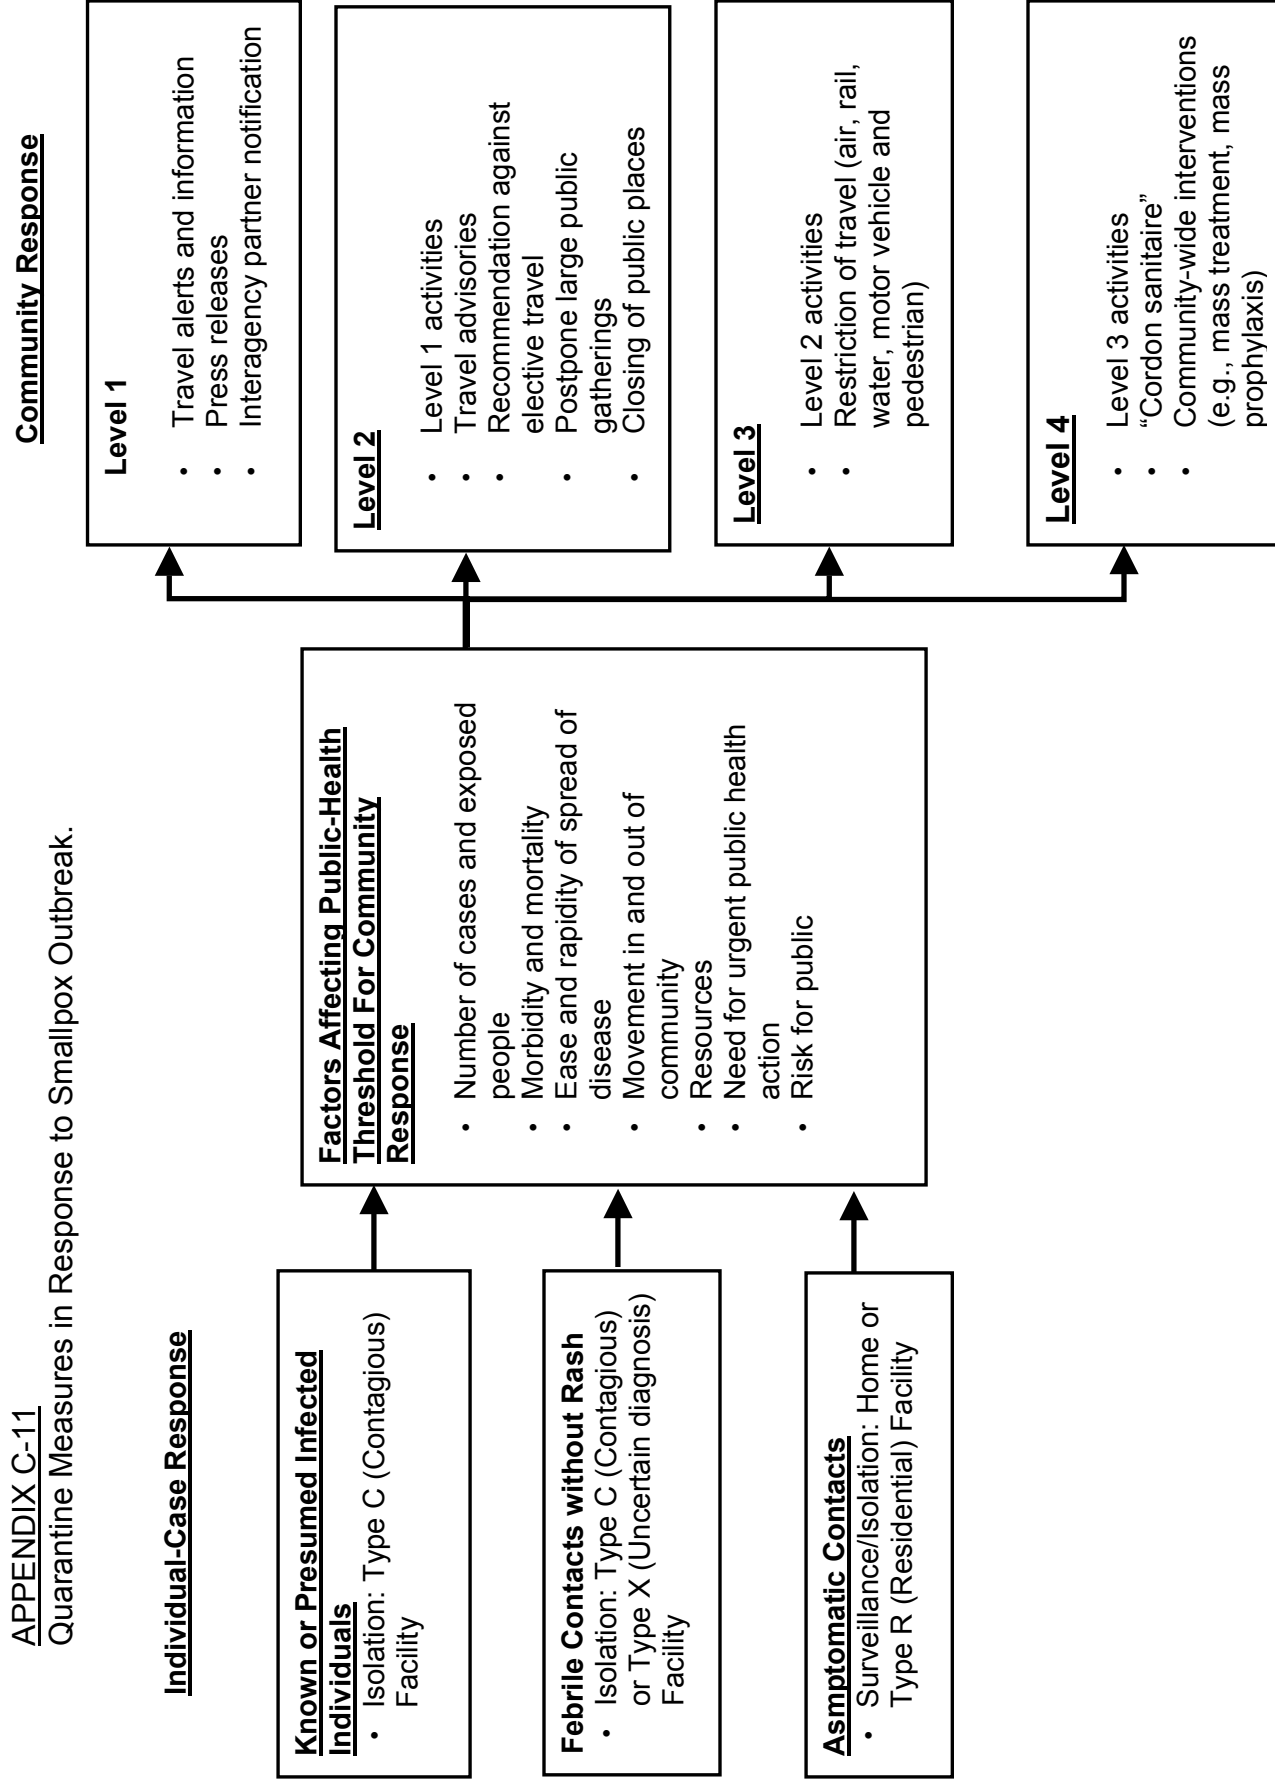 APPENDIX C-11
Quarantine Measures in Response to Smallpox Outbreak.
Individual-Case Response
Known or Presumed Infected
Individuals
• Isolation: Type C (Contagious)
Facility
Febrile Contacts without Rash
• Isolation: Type C (Contagious)
or Type X (Uncertain diagnosis)
Facility
Asmptomatic Contacts
• Surveillance/Isolation: Home or
Type R (Residential) Facility
Factors Affecting Public-Health
Threshold For Community
Response
• Number of cases and exposed
people
• Morbidity and mortality
• Ease and rapidity of spread of
disease
• Movement in and out of
community
• Resources
• Need for urgent public health
action
• Risk for public
Community Response
Level 1
• Travel alerts and information
• Press releases
• Interagency partner notification
Level 2
• Level 1 activities
• Travel advisories
• Recommendation against
elective travel
• Postpone large public
gatherings
• Closing of public places
Level 3
• Level 2 activities
• Restriction of travel (air, rail,
water, motor vehicle and
pedestrian)
Level 4
• Level 3 activities
• “Cordon sanitaire”
• Community-wide interventions
(e.g., mass treatment, mass
prophylaxis)